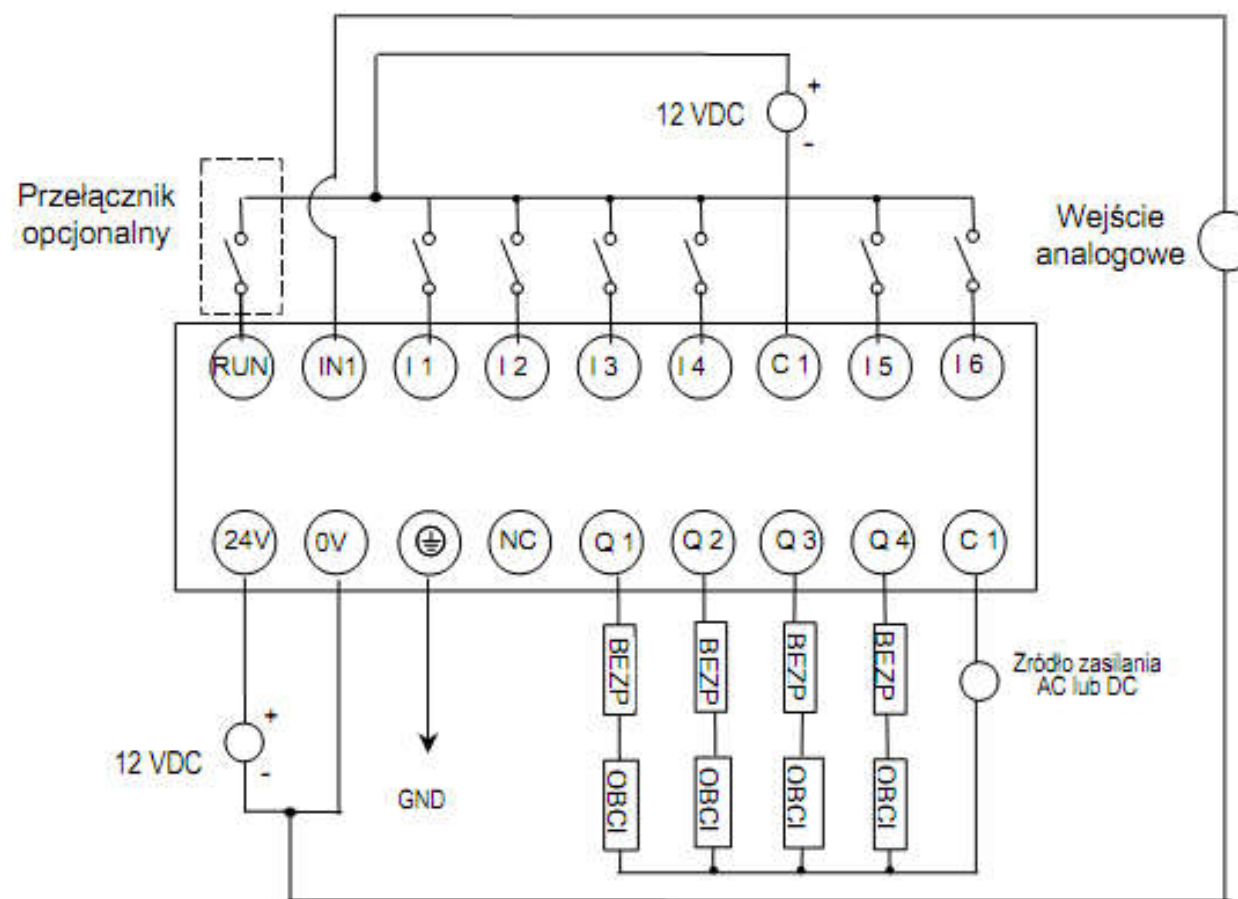 +
12 VDC
-
Przełącznik
opcjonalny
Wejście
analogowe
RUN IN1 I 1 I 2 I 3 I 4 C 1 I 5 I 6
24V 0V NC Q 1 Q 2 Q 3 Q 4 C 1
BEZP BEZP BEZP BEZP
Zródło zasilania
AC lub DC
+
12 VDC
-
GND
OBCI OBCI OBCI OBCI